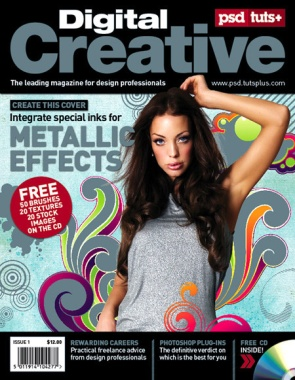 Digital
Creative
psd tuts+
The leading magazine for design professionals
www.psd.tutsplus.com
CREATE THIS COVER
Integrate special inks for
METALLIC
EFFECTS
FREE
50 BRUSHES
20 TEXTURES
20 STOCK
IMAGES
ON THE CD
ISSUE 1 $12.00
5 011914 104277 >
REWARDING CAREERS
Practical freelance advice
from design professionals
PHOTOSHOP PLUG-INS
The definitive verdict on
which is the best for you
FREE CD
INSIDE!